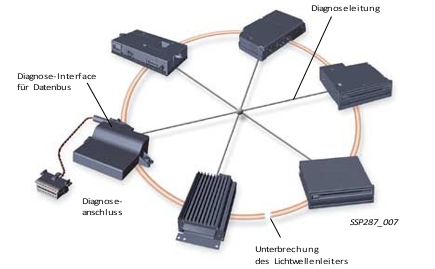 Diagnoseleitung
Diagnose-Interface
für Datenbus
Diagnose-
anschluss
SSP287_007
Unterbrechung
des Lichtwellenleiters